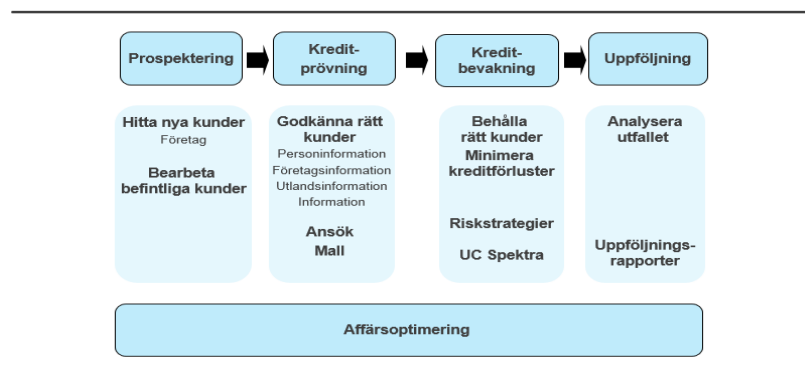 Prospektering
Kredit-
prövning
Kredit-
bevakning
Uppföljning
Hitta nya kunder
Företag
Bearbeta
befintliga kunder
Godkänna rätt
kunder
Personinformation
Företagsinformation
Utlandsinformation
Information
Ansök
Mall
Behålla
rätt kunder
Minimera
kreditförluster
Riskstrategier
UC Spektra
Analysera
utfallet
Uppföljnings-
rapporter
Affärsoptimering